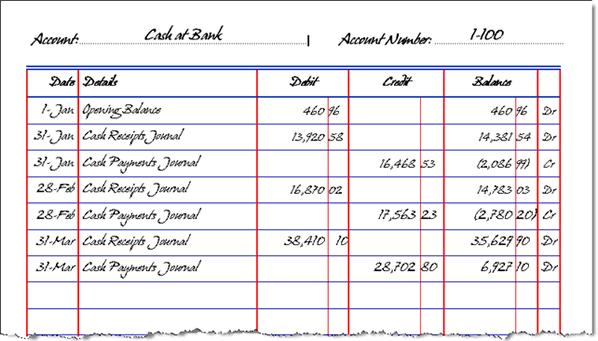 Account: Cash at Bank Account Number: 1-100
Date Details Debit Credit Balance
1-Jan Opening Balance 460 96 460 96 Dr
31-Jan Cash Receipts Journal 13,920 58 14,381 54 Dr
31-Jan Cash Payments Journal 16,468 53 (2,086 99) Cr
28-Feb Cash Receipts Journal 16,870 02 14,783 03 Dr
28-Feb Cash Payments Journal 17,563 23 (2,780 20) Cr
31-Mar Cash Receipts Journal 38,410 10 35,629 90 Dr
31-Mar Cash Payments Journal 28,702 80 6,927 10 Dr